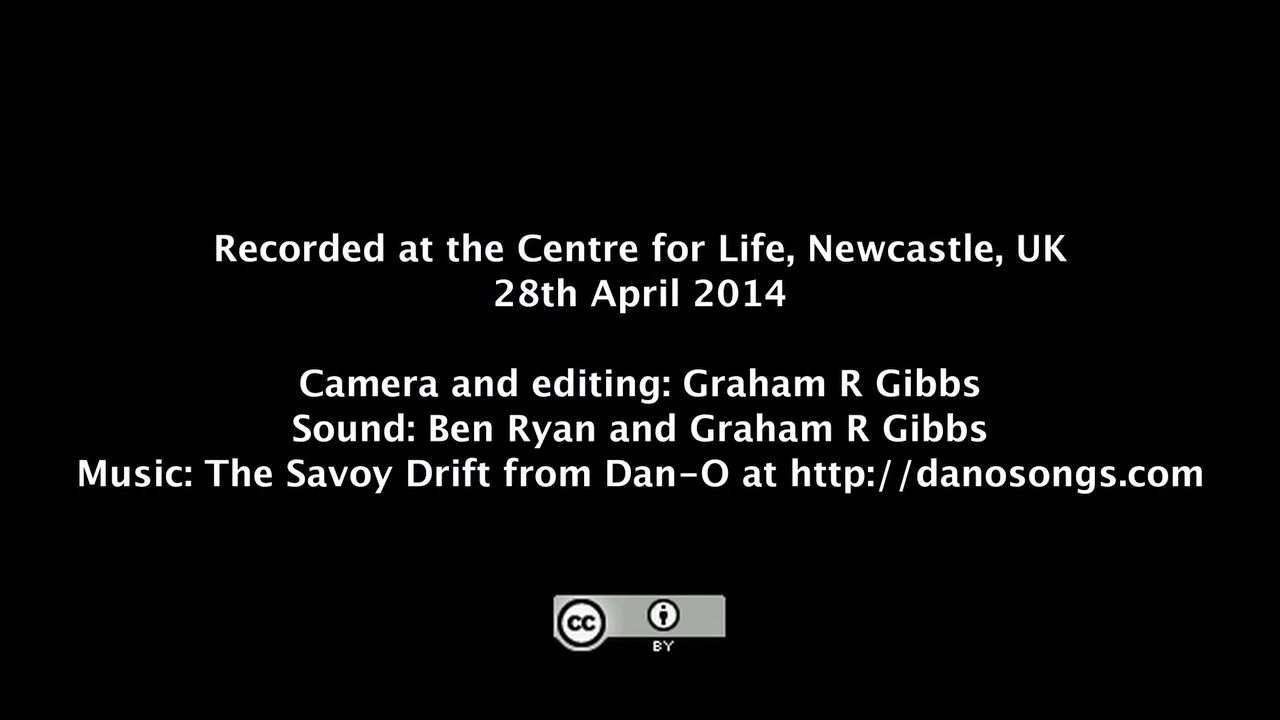 Recorded at the Centre for Life, Newcastle, UK
28th April 2014
Camera and editing: Graham R Gibbs
Sound: Ben Ryan and Graham R Gibbs
Music: The Savoy Drift from Dan-O at http://danosongs.com
cc
BY